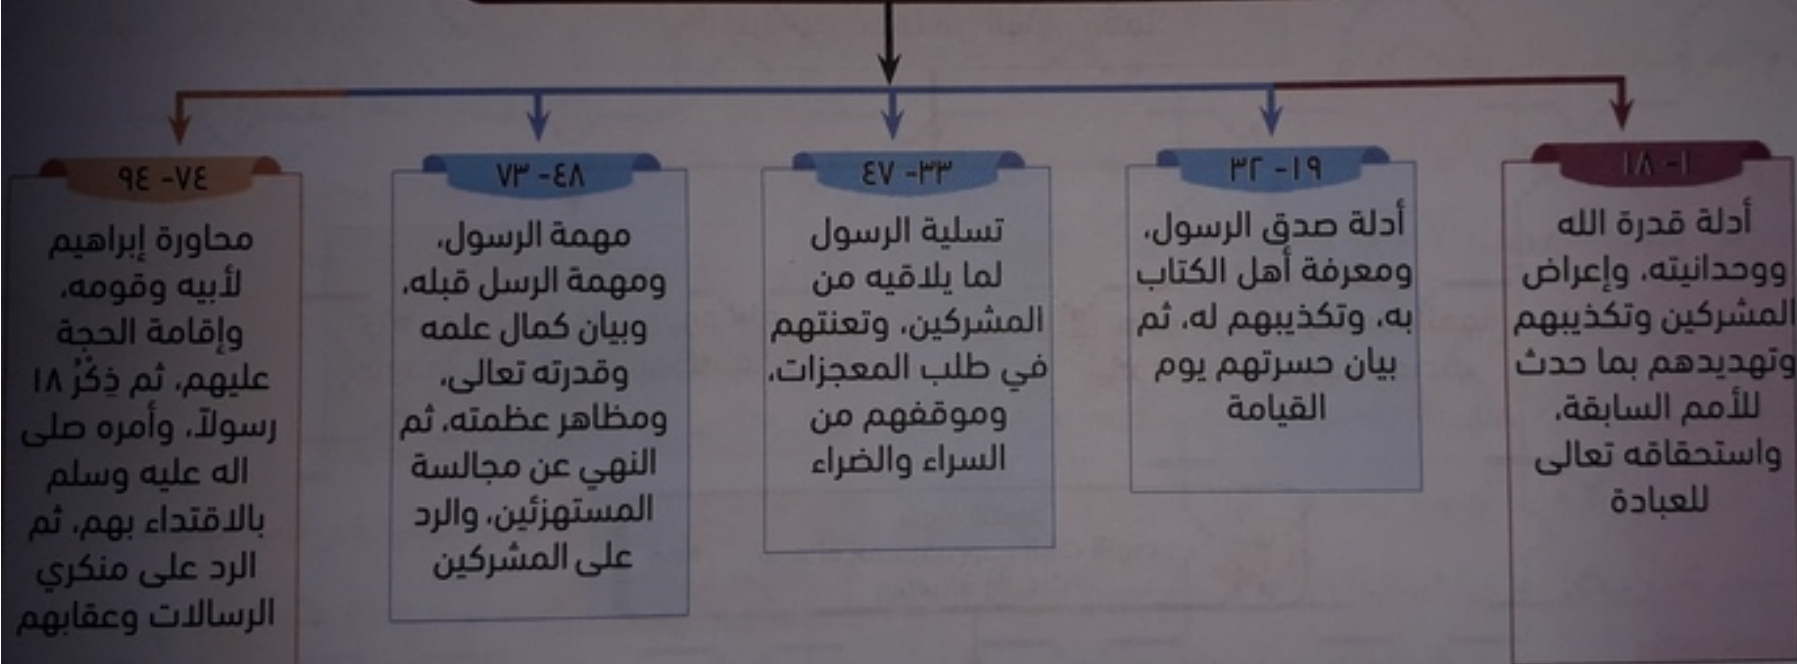 ١- ١٨
أدلة قدرة الله
ووحدانيته، وإعراض
المشركين وتكذيبهم
وتهديدهم بما حدث
للأمم السابقة،
واستحقاقه تعالى
للعبادة
١٩- ٣٢
أدلة صدق الرسول،
ومعرفة أهل الكتاب
به، وتكذيبهم له، ثم
بيان حسرتهم يوم
القيامة
٣٣- ٤٧
تسلية الرسول
لما يلاقيه من
المشركين، وتعنتهم
في طلب المعجزات،
وموقفهم من
السراء والضراء
٤٨- ٧٣
مهمة الرسول،
ومهمة الرسل قبله،
وبيان كمال علمه
وقدرته تعالى،
ومظاهر عظمته، ثم
النهي عن مجالسة
المستهزئين، والرد
على المشركين
٧٤- ٩٤
محاورة إبراهيم
لأبيه وقومه،
وإقامة الحجة
عليهم، ثم ذِكْرُ ١٨
رسولاً، وأمره صلى
اله عليه وسلم
بالاقتداء بهم، ثم
الرد على منكري
الرسالات وعقابهم